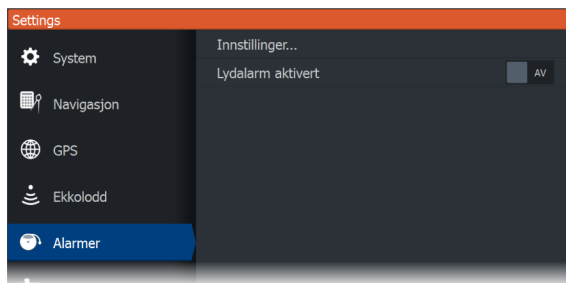 Settings
System
Navigasjon
GPS
Ekkolodd
Alarmer
Innstillinger...
Lydalarm aktivert AV